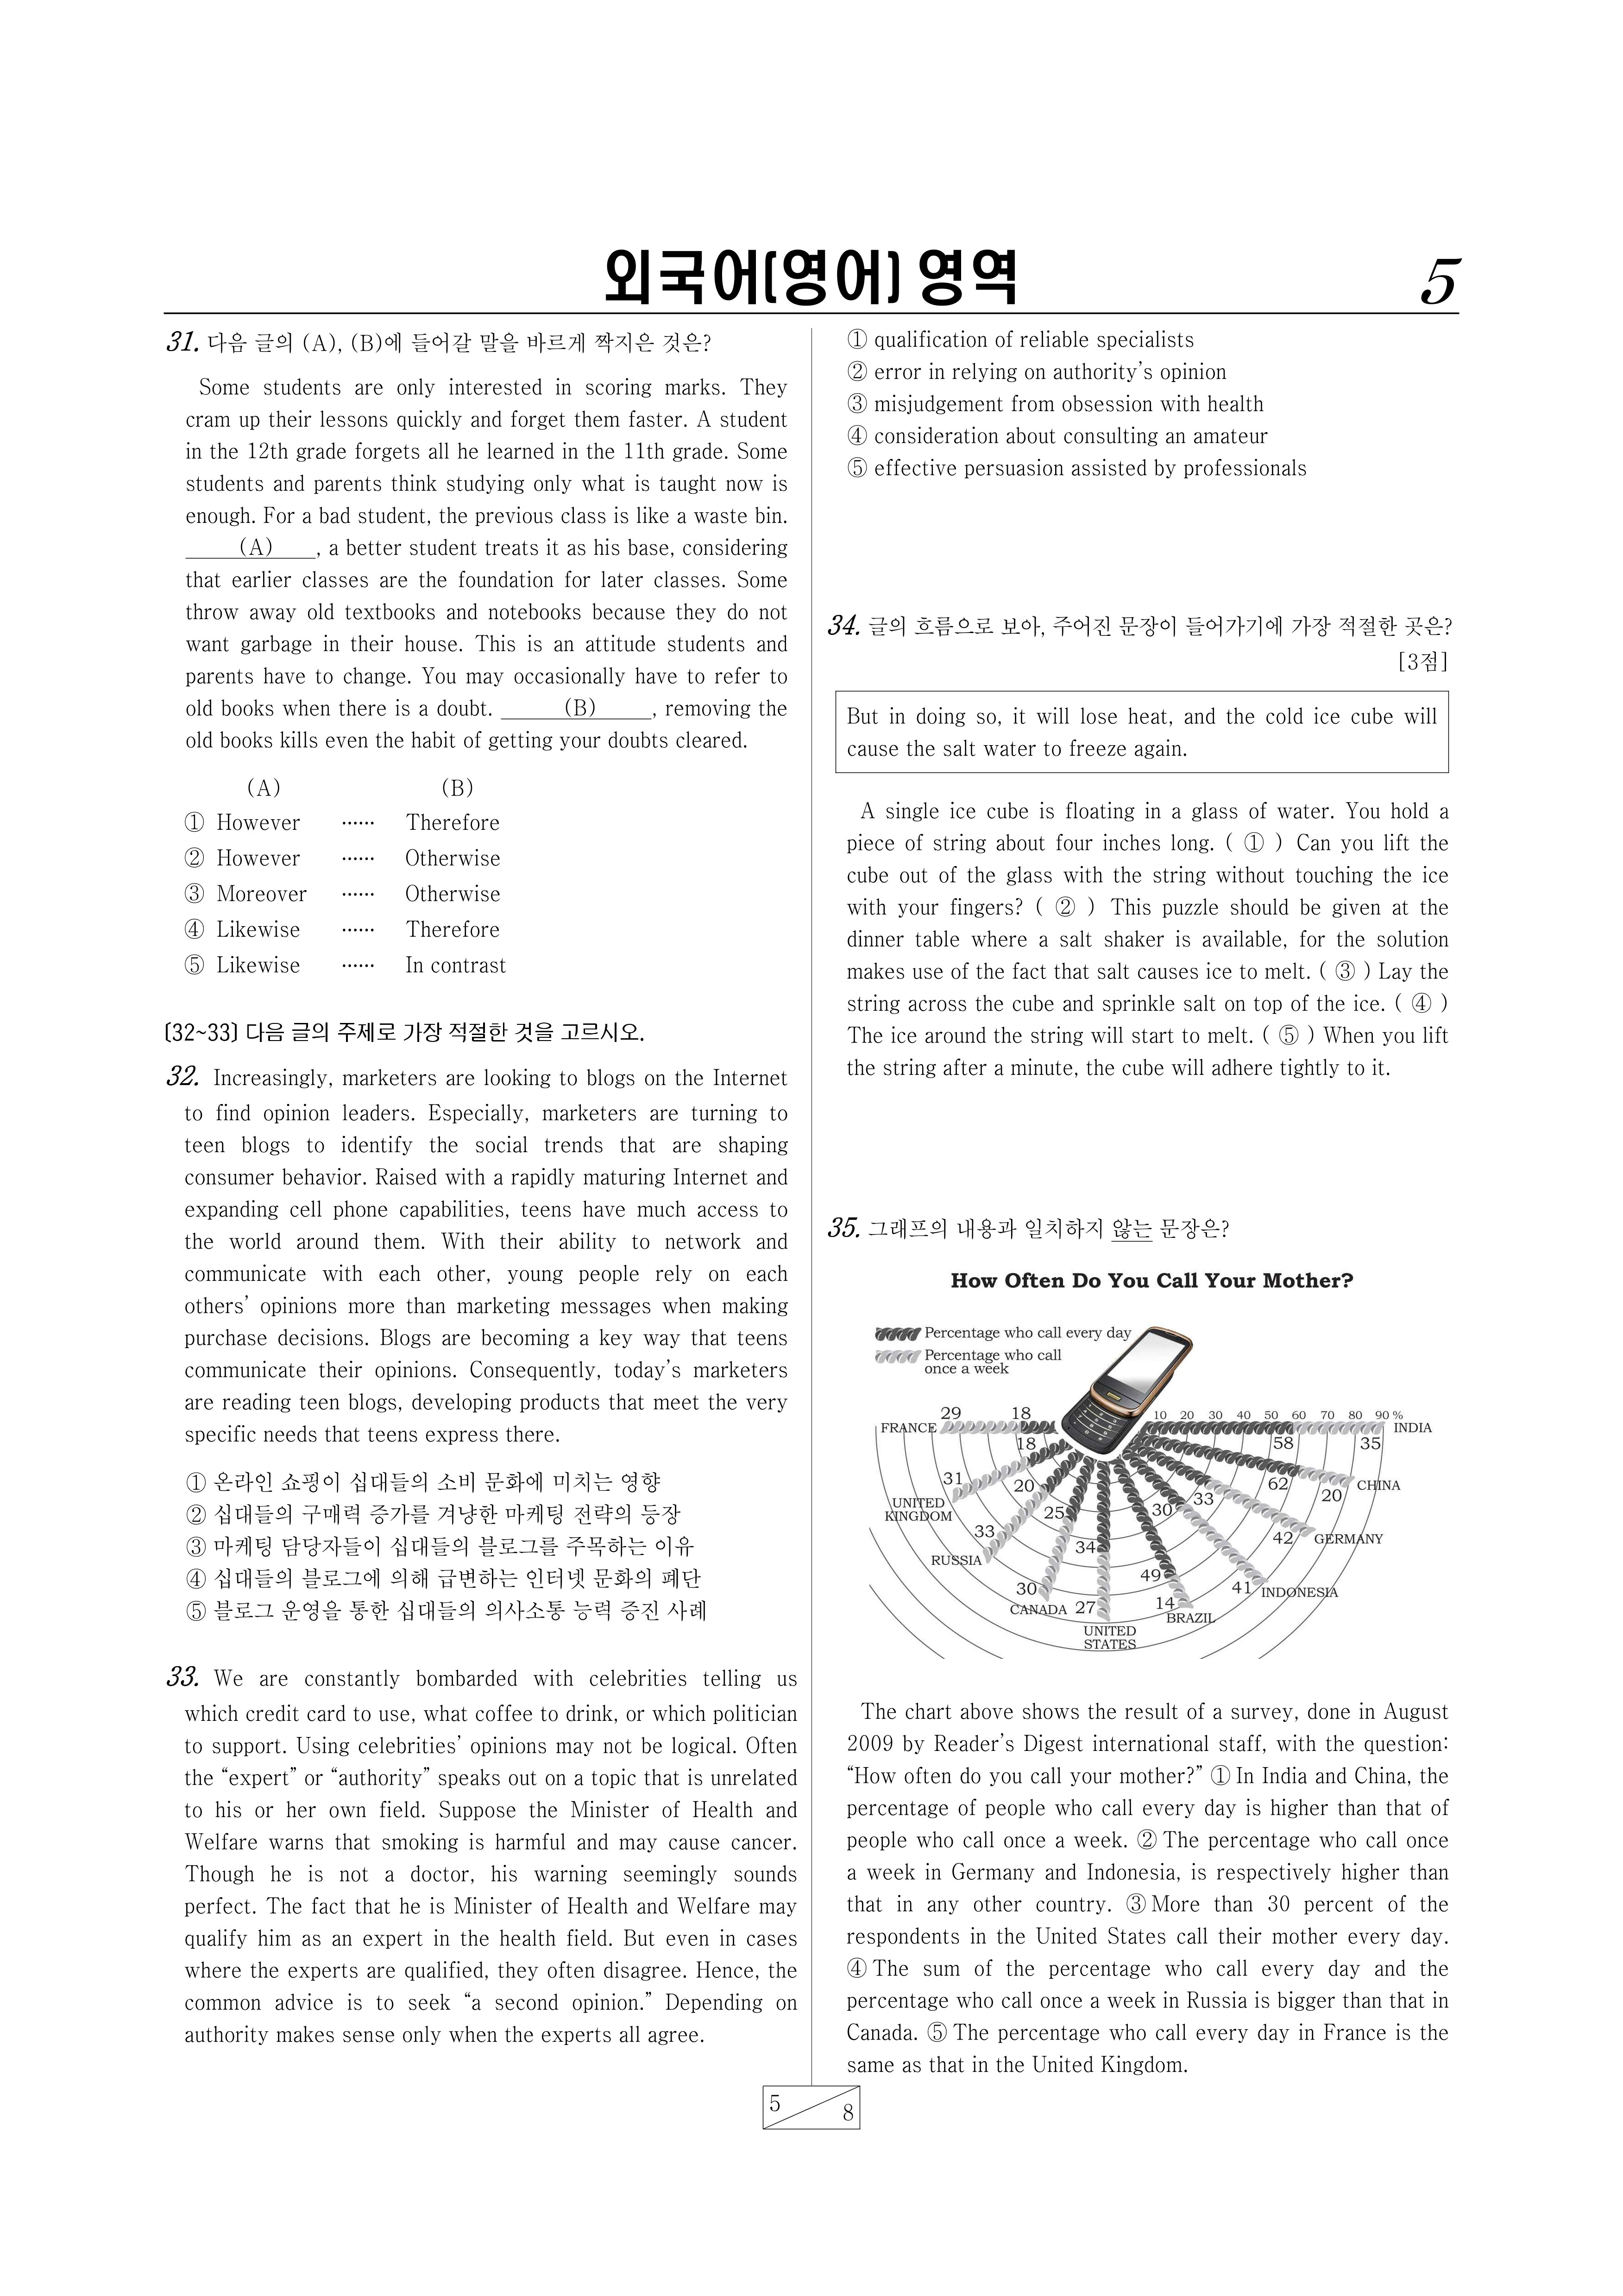 외국어(영어) 영역
5
31. 다음 글의 (A), (B)에 들어갈 말을 바르게 짝지은 것은?
Some students are only interested in scoring marks. They
cram up their lessons quickly and forget them faster. A student
in the 12th grade forgets all he learned in the 11th grade. Some
students and parents think studying only what is taught now is
enough. For a bad student, the previous class is like a waste bin.
(A) , a better student treats it as his base, considering
that earlier classes are the foundation for later classes. Some
throw away old textbooks and notebooks because they do not
want garbage in their house. This is an attitude students and
parents have to change. You may occasionally have to refer to
old books when there is a doubt. (B) , removing the
old books kills even the habit of getting your doubts cleared.
(A) (B)
① However ······ Therefore
② However ······ Otherwise
③ Moreover ······ Otherwise
④ Likewise ······ Therefore
⑤ Likewise ······ In contrast
[32~33] 다음 글의 주제로 가장 적절한 것을 고르시오.
32. Increasingly, marketers are looking to blogs on the Internet
to find opinion leaders. Especially, marketers are turning to
teen blogs to identify the social trends that are shaping
consumer behavior. Raised with a rapidly maturing Internet and
expanding cell phone capabilities, teens have much access to
the world around them. With their ability to network and
communicate with each other, young people rely on each
others' opinions more than marketing messages when making
purchase decisions. Blogs are becoming a key way that teens
communicate their opinions. Consequently, today's marketers
are reading teen blogs, developing products that meet the very
specific needs that teens express there.
① 온라인 쇼핑이 십대들의 소비 문화에 미치는 영향
② 십대들의 구매력 증가를 겨냥한 마케팅 전략의 등장
③ 마케팅 담당자들이 십대들의 블로그를 주목하는 이유
④ 십대들의 블로그에 의해 급변하는 인터넷 문화의 폐단
⑤ 블로그 운영을 통한 십대들의 의사소통 능력 증진 사례
33. We are constantly bombarded with celebrities telling us
which credit card to use, what coffee to drink, or which politician
to support. Using celebrities' opinions may not be logical. Often
the “expert” or “authority” speaks out on a topic that is unrelated
to his or her own field. Suppose the Minister of Health and
Welfare warns that smoking is harmful and may cause cancer.
Though he is not a doctor, his warning seemingly sounds
perfect. The fact that he is Minister of Health and Welfare may
qualify him as an expert in the health field. But even in cases
where the experts are qualified, they often disagree. Hence, the
common advice is to seek “a second opinion.” Depending on
authority makes sense only when the experts all agree.
① qualification of reliable specialists
② error in relying on authority's opinion
③ misjudgement from obsession with health
④ consideration about consulting an amateur
⑤ effective persuasion assisted by professionals
34. 글의 흐름으로 보아, 주어진 문장이 들어가기에 가장 적절한 곳은?
[3점]
But in doing so, it will lose heat, and the cold ice cube will
cause the salt water to freeze again.
A single ice cube is floating in a glass of water. You hold a
piece of string about four inches long. ( ① ) Can you lift the
cube out of the glass with the string without touching the ice
with your fingers? ( ② ) This puzzle should be given at the
dinner table where a salt shaker is available, for the solution
makes use of the fact that salt causes ice to melt. ( ③ ) Lay the
string across the cube and sprinkle salt on top of the ice. ( ④ )
The ice around the string will start to melt. ( ⑤ ) When you lift
the string after a minute, the cube will adhere tightly to it.
35. 그래프의 내용과 일치하지 않는 문장은?
How Often Do You Call Your Mother?
Percentage who call every day
Percentage who call
once a week
10 20 30 40 50 60 70 80 90 %
FRANCE 29 18
58 35 INDIA
18 31 UNITED
KINGDOM
62 20 CHINA
20 33 RUSSIA
33 42 GERMANY
25 30 CANADA
30 41 INDONESIA
34 27 UNITED
STATES
49 14 BRAZIL
The chart above shows the result of a survey, done in August
2009 by Reader's Digest international staff, with the question:
“How often do you call your mother?” ① In India and China, the
percentage of people who call every day is higher than that of
people who call once a week. ② The percentage who call once
a week in Germany and Indonesia, is respectively higher than
that in any other country. ③ More than 30 percent of the
respondents in the United States call their mother every day.
④ The sum of the percentage who call every day and the
percentage who call once a week in Russia is bigger than that in
Canada. ⑤ The percentage who call every day in France is the
same as that in the United Kingdom.
5
8